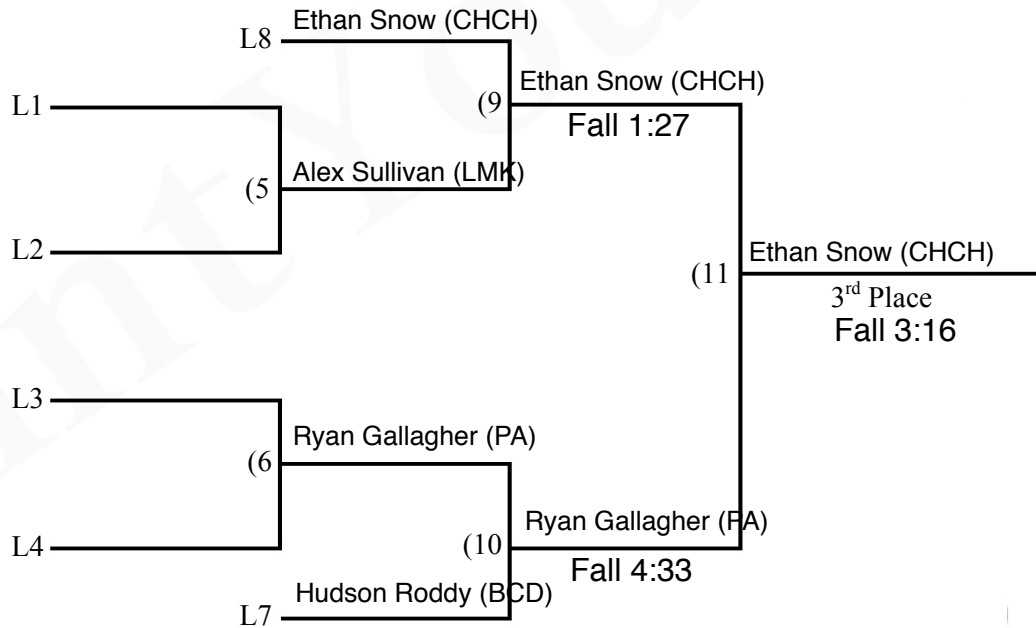 Ethan Snow (CHCH)
L8
Ethan Snow (CHCH)
L1
(9
Fall 1:27
Alex Sullivan (LMK)
(5
L2
Ethan Snow (CHCH)
(11
3rd Place
Fall 3:16
L3
Ryan Gallagher (PA)
(6
Ryan Gallagher (PA)
L4
(10
Fall 4:33
Hudson Roddy (BCD)
L7